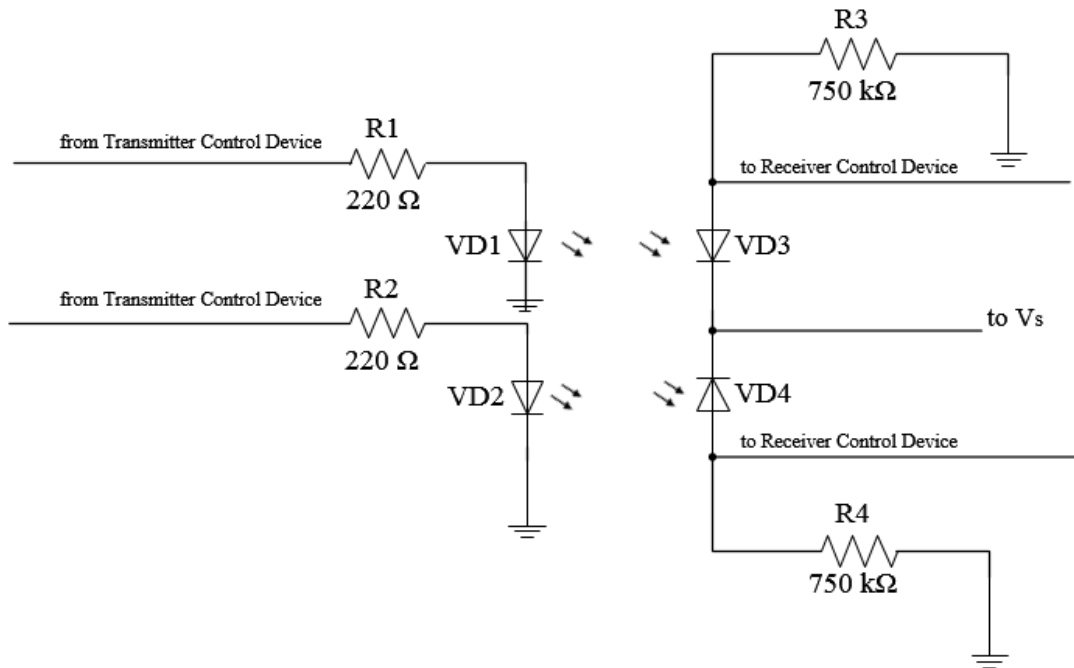 R3
750 kΩ
from Transmitter Control Device
R1
220 Ω
to Receiver Control Device
VD1
VD3
from Transmitter Control Device
R2
220 Ω
to Vs
VD2
VD4
to Receiver Control Device
R4
750 kΩ